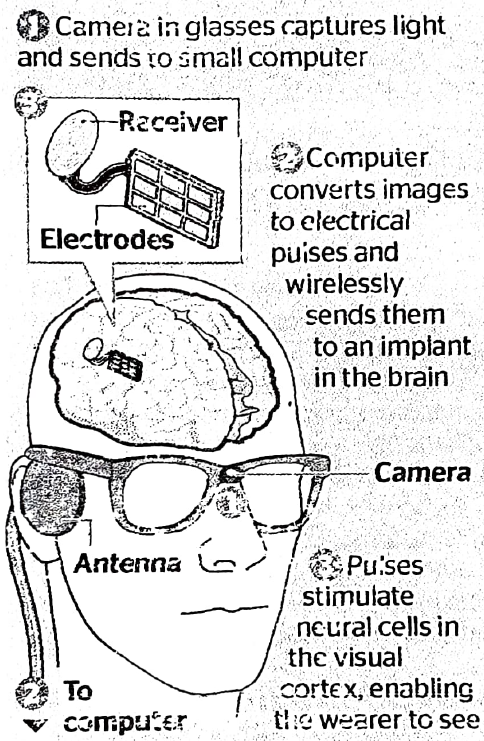 1 Camera in glasses captures light
and sends to small computer
3
Receiver
Electrodes
2 Computer
converts images
to electrical
pulses and
wirelessly
sends them
to an implant
in the brain
Camera
1
Antenna
3 Pulses
stimulate
neural cells in
the visual
cortex, enabling
the wearer to see
2 To
computer